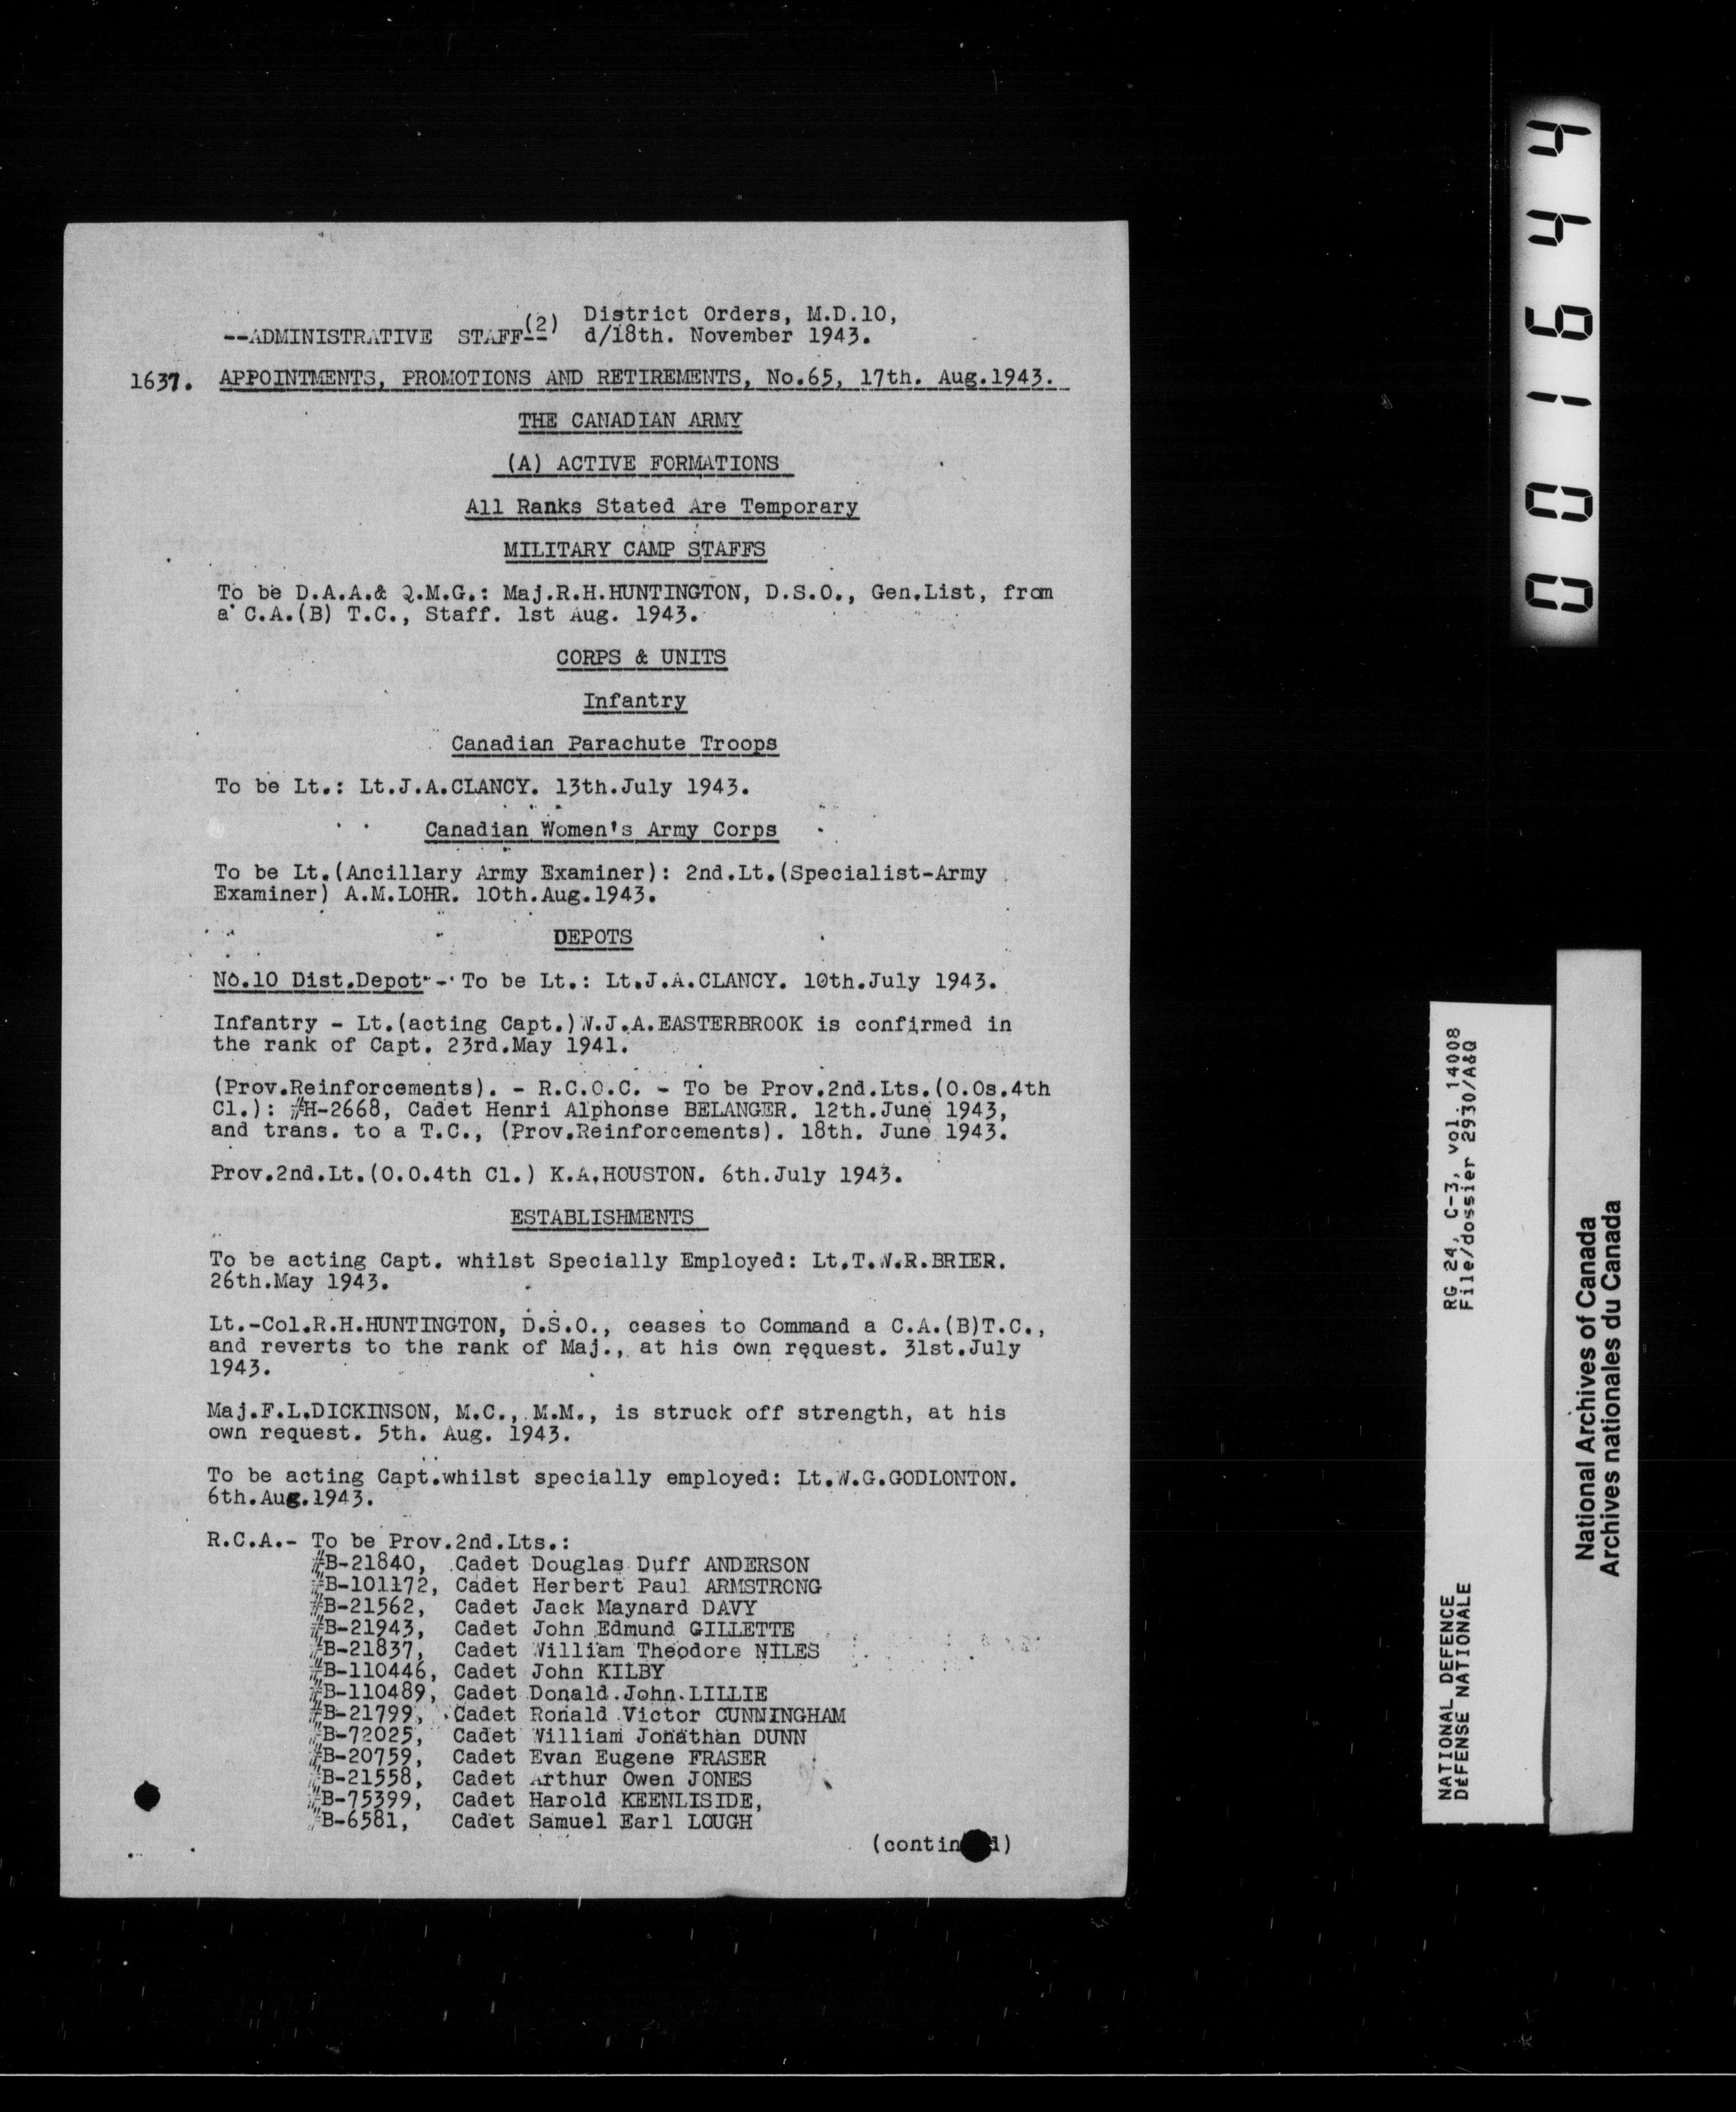 (2) District Orders, M.D.10,
--ADMINISTRATIVE STAFF-- d/18th. November 1943.
1637. APPOINTMENTS, PROMOTIONS AND RETIREMENTS, No.65, 17th. Aug.1943.
THE CANADIAN ARMY
(A) ACTIVE FORMATIONS
All Ranks Stated Are Temporary
MILITARY CAMP STAFFS
To be D.A.A.& Q.M.G.: Maj.R.H.HUNTINGTON, D.S.O., Gen.List, from
a C.A.(B) T.C., Staff. 1st Aug. 1943.
CORPS & UNITS
Infantry
Canadian Parachute Troops
To be Lt.: Lt.J.A.CLANCY. 13th.July 1943.
Canadian Women's Army Corps
To be Lt.(Ancillary Army Examiner): 2nd.Lt.(Specialist-Army
Examiner) A.M.LOHR. 10th.Aug.1943.
DEPOTS
No.10 Dist.Depot - To be Lt.: Lt.J.A.CLANCY. 10th.July 1943.
Infantry - Lt.(acting Capt.)W.J.A.EASTERBROOK is confirmed in
the rank of Capt. 23rd.May 1941.
(Prov.Reinforcements). - R.C.O.C. - To be Prov.2nd.Lts.(O.Os.4th
Cl.): #H-2668, Cadet Henri Alphonse BELANGER. 12th.June 1943,
and trans. to a T.C., (Prov.Reinforcements). 18th. June 1943.
Prov.2nd.Lt.(O.O.4th Cl.) K.A.HOUSTON. 6th.July 1943.
ESTABLISHMENTS
To be acting Capt. whilst Specially Employed: Lt.T.W.R.BRIER.
26th.May 1943.
Lt.-Col.R.H.HUNTINGTON, D.S.O., ceases to Command a C.A.(B)T.C.,
and reverts to the rank of Maj., at his own request. 31st.July
1943.
Maj.F.L.DICKINSON, M.C., M.M., is struck off strength, at his
own request. 5th. Aug. 1943.
To be acting Capt.whilst specially employed: Lt.W.G.GODLONTON.
6th.Aug.1943.
R.C.A.- To be Prov.2nd.Lts.:
#B-21840, Cadet Douglas Duff ANDERSON
#B-101172, Cadet Herbert Paul ARMSTRONG
#B-21562, Cadet Jack Maynard DAVY
#B-21943, Cadet John Edmund GILLETTE
#B-21837, Cadet William Theodore NILES
#B-110446, Cadet John KILBY
#B-110489, Cadet Donald John LILLIE
#B-21799, Cadet Ronald Victor CUNNINGHAM
#B-72025, Cadet William Jonathan DUNN
#B-20759, Cadet Evan Eugene FRASER
#B-21558, Cadet Arthur Owen JONES
#B-75399, Cadet Harold KEENLISIDE,
#B-6581, Cadet Samuel Earl LOUGH
001644
NATIONAL DEFENCE RG 24, C-3, vol. 14008
DÉFENSE NATIONALE File/dossier 2930/A&Q
National Archives of Canada
Archives nationales du Canada